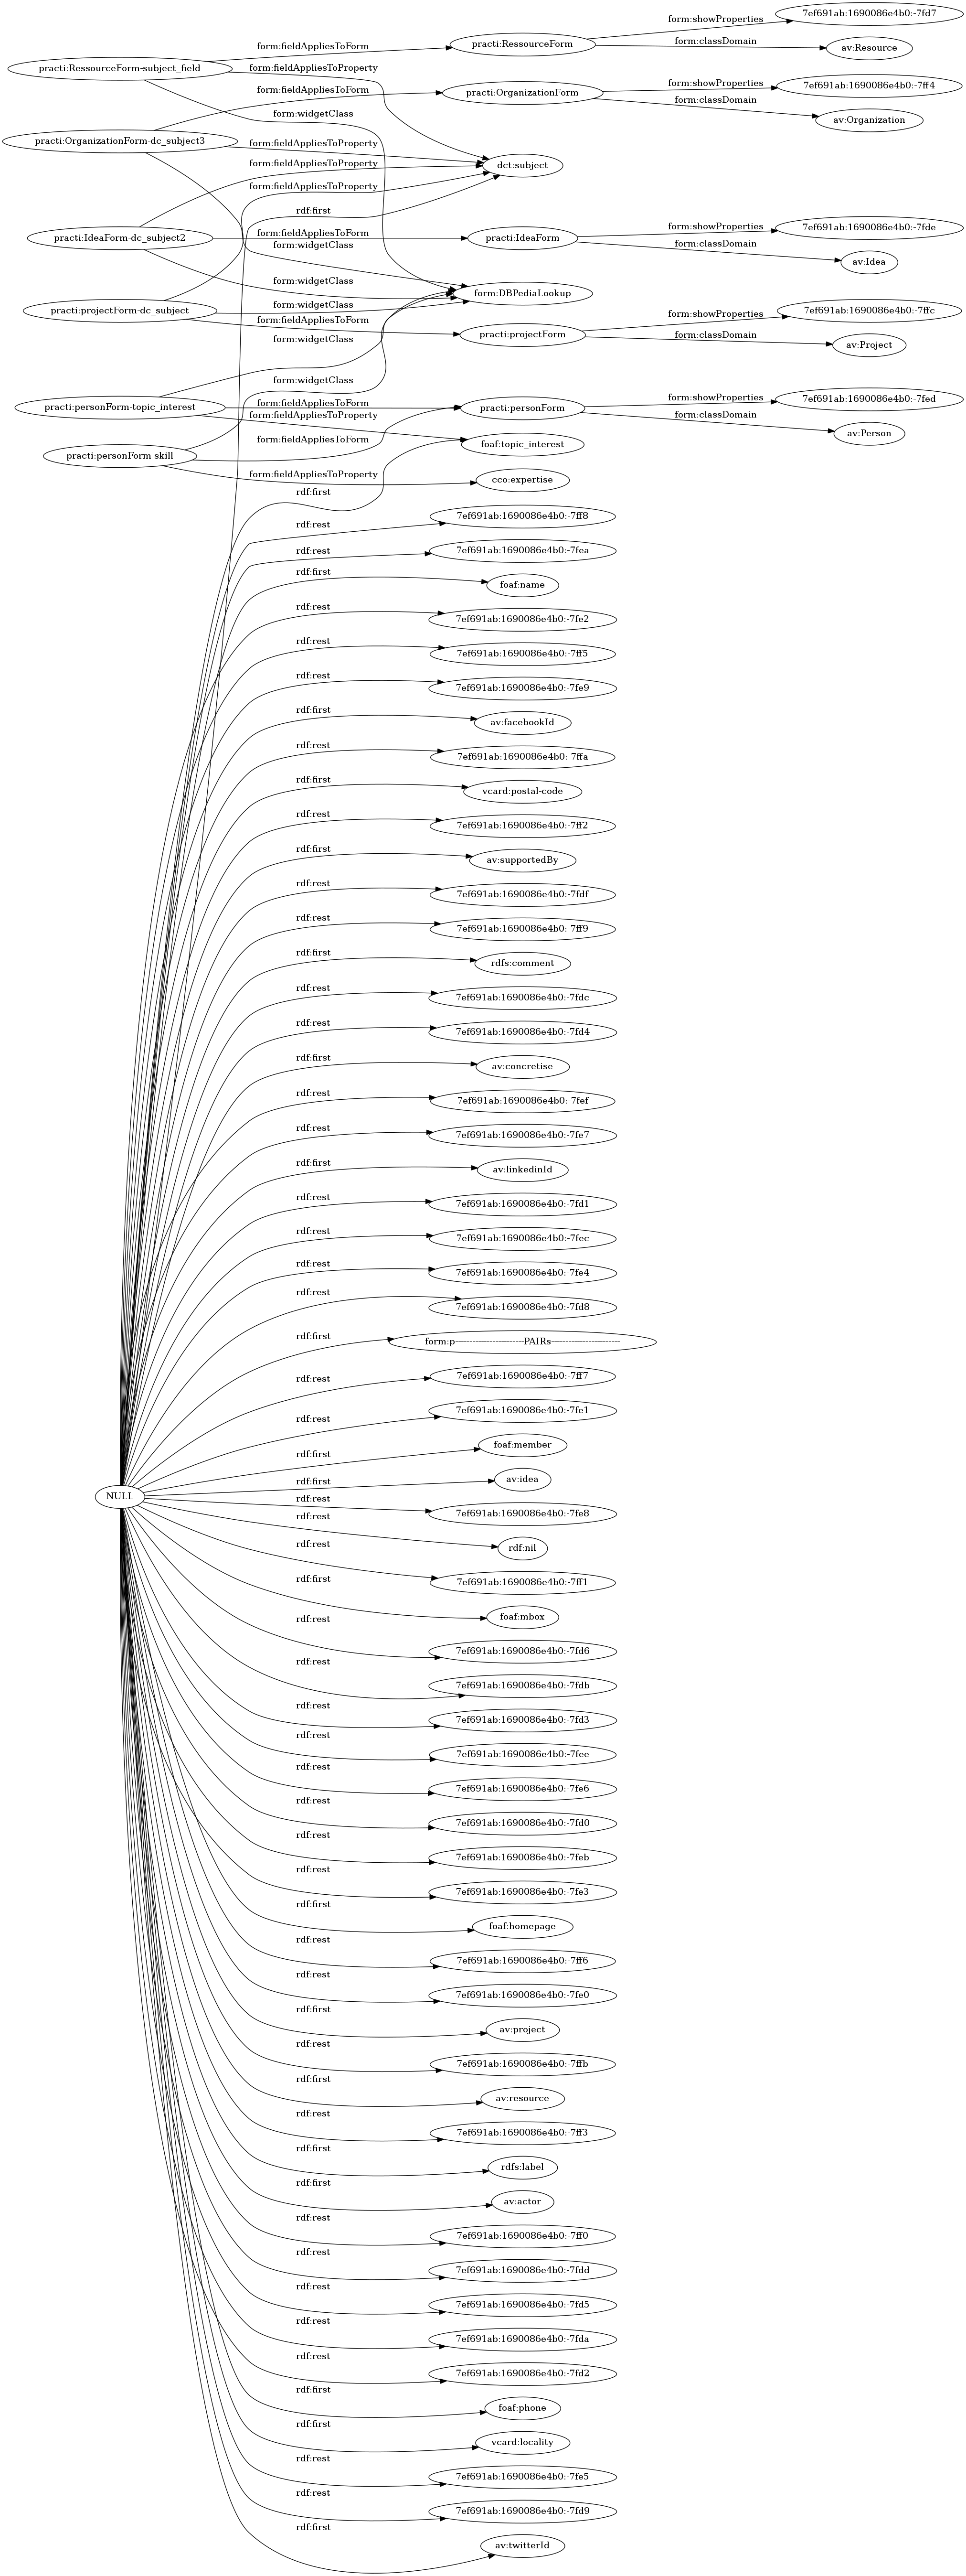 7ef691ab:1690086e4b0:-7fd7
form:showProperties
practi:RessourceForm
form:classDomain
av:Resource
form:fieldAppliesToForm
practi:RessourceForm-subject_field
form:fieldAppliesToProperty
form:showProperties
7ef691ab:1690086e4b0:-7ff4
form:fieldAppliesToForm
practi:OrganizationForm
form:classDomain
av:Organization
form:widgetClass
practi:OrganizationForm-dc_subject3
form:fieldAppliesToProperty
form:fieldAppliesToProperty
dct:subject
form:fieldAppliesToProperty
rdf:first
form:showProperties
7ef691ab:1690086e4b0:-7fde
practi:IdeaForm-dc_subject2
form:fieldAppliesToForm
practi:IdeaForm
form:widgetClass
form:classDomain
av:Idea
form:widgetClass
form:DBPediaLookup
form:widgetClass
practi:projectForm-dc_subject
form:fieldAppliesToForm
practi:projectForm
form:showProperties
7ef691ab:1690086e4b0:-7ffc
form:classDomain
av:Project
form:widgetClass
form:widgetClass
practi:personForm-topic_interest
form:fieldAppliesToForm
form:fieldAppliesToProperty
practi:personForm
form:showProperties
7ef691ab:1690086e4b0:-7fed
form:classDomain
av:Person
form:fieldAppliesToForm
foaf:topic_interest
practi:personForm-skill
form:fieldAppliesToProperty
cco:expertise
rdf:first
rdf:rest
7ef691ab:1690086e4b0:-7ff8
rdf:rest
7ef691ab:1690086e4b0:-7fea
rdf:first
foaf:name
rdf:rest
7ef691ab:1690086e4b0:-7fe2
rdf:rest
7ef691ab:1690086e4b0:-7ff5
rdf:rest
7ef691ab:1690086e4b0:-7fe9
rdf:first
av:facebookId
rdf:rest
7ef691ab:1690086e4b0:-7ffa
rdf:first
vcard:postal-code
rdf:rest
7ef691ab:1690086e4b0:-7ff2
rdf:first
av:supportedBy
rdf:rest
7ef691ab:1690086e4b0:-7fdf
rdf:rest
7ef691ab:1690086e4b0:-7ff9
rdf:first
rdfs:comment
rdf:rest
7ef691ab:1690086e4b0:-7fdc
rdf:rest
7ef691ab:1690086e4b0:-7fd4
rdf:first
av:concretise
rdf:rest
7ef691ab:1690086e4b0:-7fef
rdf:rest
7ef691ab:1690086e4b0:-7fe7
rdf:first
av:linkedinId
rdf:rest
7ef691ab:1690086e4b0:-7fd1
rdf:rest
7ef691ab:1690086e4b0:-7fec
rdf:rest
7ef691ab:1690086e4b0:-7fe4
rdf:rest
7ef691ab:1690086e4b0:-7fd8
rdf:first
form:p------------------------PAIRs------------------------
rdf:rest
7ef691ab:1690086e4b0:-7ff7
rdf:rest
7ef691ab:1690086e4b0:-7fe1
rdf:first
foaf:member
rdf:first
av:idea
NULL
rdf:rest
7ef691ab:1690086e4b0:-7fe8
rdf:rest
rdf:nil
rdf:rest
7ef691ab:1690086e4b0:-7ff1
rdf:first
foaf:mbox
rdf:rest
7ef691ab:1690086e4b0:-7fd6
rdf:rest
7ef691ab:1690086e4b0:-7fdb
rdf:rest
7ef691ab:1690086e4b0:-7fd3
rdf:rest
7ef691ab:1690086e4b0:-7fee
rdf:rest
7ef691ab:1690086e4b0:-7fe6
rdf:rest
7ef691ab:1690086e4b0:-7fd0
rdf:rest
7ef691ab:1690086e4b0:-7feb
rdf:rest
7ef691ab:1690086e4b0:-7fe3
rdf:first
foaf:homepage
rdf:rest
7ef691ab:1690086e4b0:-7ff6
rdf:rest
7ef691ab:1690086e4b0:-7fe0
rdf:first
av:project
rdf:rest
7ef691ab:1690086e4b0:-7ffb
rdf:first
av:resource
rdf:rest
7ef691ab:1690086e4b0:-7ff3
rdf:first
rdfs:label
rdf:first
av:actor
rdf:rest
7ef691ab:1690086e4b0:-7ff0
rdf:rest
7ef691ab:1690086e4b0:-7fdd
rdf:rest
7ef691ab:1690086e4b0:-7fd5
rdf:rest
7ef691ab:1690086e4b0:-7fda
rdf:rest
7ef691ab:1690086e4b0:-7fd2
rdf:first
foaf:phone
rdf:first
vcard:locality
rdf:rest
7ef691ab:1690086e4b0:-7fe5
rdf:rest
7ef691ab:1690086e4b0:-7fd9
rdf:first
av:twitterId